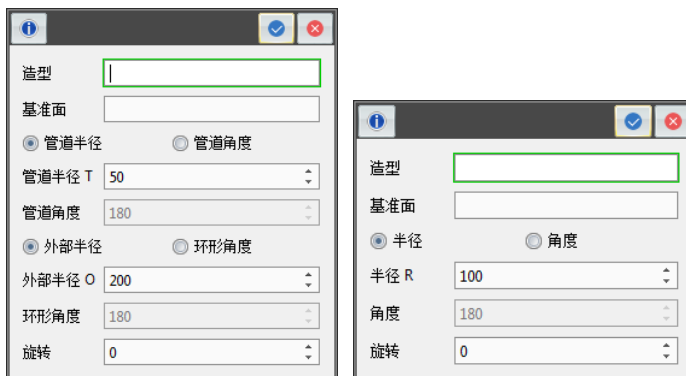 造型
基准面
管道半径 管道角度
管道半径 T 50
管道角度 180
外部半径 环形角度
外部半径 O 200
环形角度 180
旋转 0
造型
基准面
半径 角度
半径 R 100
角度 180
旋转 0